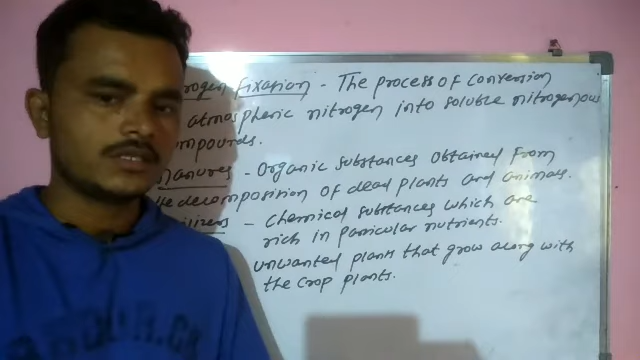 rogen fixation - The process of conversion
atmospheric nitrogen into soluble nitrogenous
mpounds.
manures - Organic substances obtained from
he decomposition of dead plants and animals.
ilizers - Chemical substances which are
rich in particular nutrients.
unwanted plants that grow along with
the crop plants.